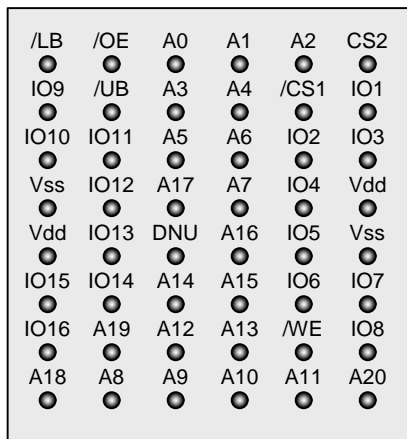 /LB /OE A0 A1 A2 CS2
IO9 /UB A3 A4 /CS1 IO1
IO10 IO11 A5 A6 IO2 IO3
Vss IO12 A17 A7 IO4 Vdd
Vdd IO13 DNU A16 IO5 Vss
IO15 IO14 A14 A15 IO6 IO7
IO16 A19 A12 A13 /WE IO8
A18 A8 A9 A10 A11 A20